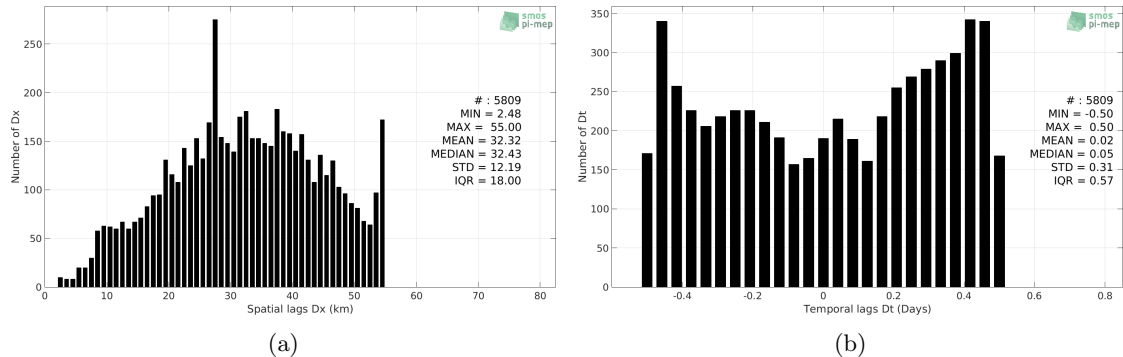 smos
pi-mep
250
200
150
100
50
0
Number of Dx
# : 5809
MIN = 2.48
MAX = 55.00
MEAN = 32.32
MEDIAN = 32.43
STD = 12.19
IQR = 18.00
0 10 20 30 40 50 60 70 80
Spatial lags Dx (km)
(a)
smos
pi-mep
350
300
250
200
150
100
50
0
Number of Dt
# : 5809
MIN = -0.50
MAX = 0.50
MEAN = 0.02
MEDIAN = 0.05
STD = 0.31
IQR = 0.57
-0.4 -0.2 0 0.2 0.4 0.6 0.8
Temporal lags Dt (Days)
(b)